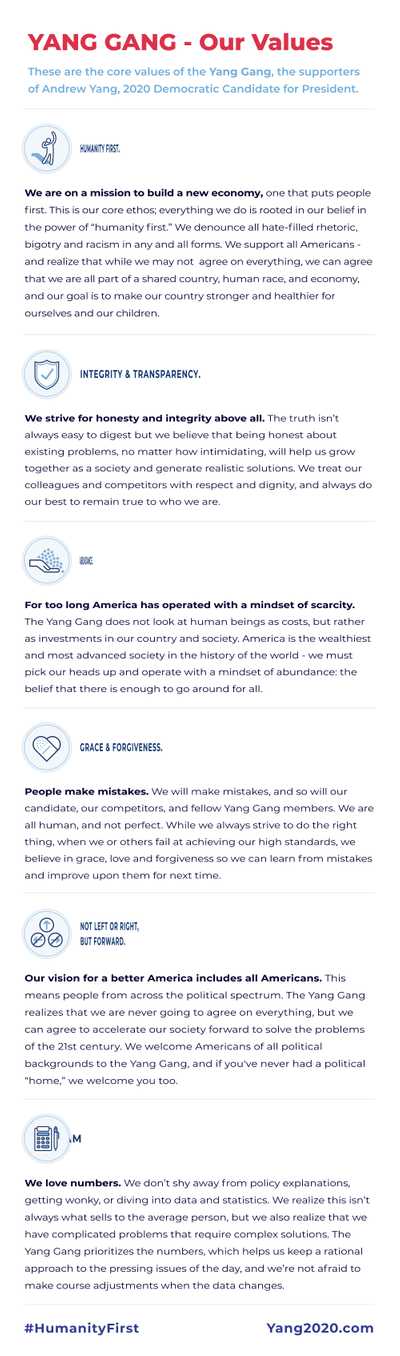 YANG GANG - Our Values
These are the core values of the Yang Gang, the supporters
of Andrew Yang, 2020 Democratic Candidate for President.
HUMANITY FIRST.
We are on a mission to build a new economy, one that puts people
first. This is our core ethos; everything we do is rooted in our belief in
the power of “humanity first.” We denounce all hate-filled rhetoric,
bigotry and racism in any and all forms. We support all Americans -
and realize that while we may not agree on everything, we can agree
that we are all part of a shared country, human race, and economy,
and our goal is to make our country stronger and healthier for
ourselves and our children.
INTEGRITY & TRANSPARENCY.
We strive for honesty and integrity above all. The truth isn’t
always easy to digest but we believe that being honest about
existing problems, no matter how intimidating, will help us grow
together as a society and generate realistic solutions. We treat our
colleagues and competitors with respect and dignity, and always do
our best to remain true to who we are.
For too long America has operated with a mindset of scarcity.
The Yang Gang does not look at human beings as costs, but rather
as investments in our country and society. America is the wealthiest
and most advanced society in the history of the world - we must
pick our heads up and operate with a mindset of abundance: the
belief that there is enough to go around for all.
GRACE & FORGIVENESS.
People make mistakes. We will make mistakes, and so will our
candidate, our competitors, and fellow Yang Gang members. We are
all human, and not perfect. While we always strive to do the right
thing, when we or others fail at achieving our high standards, we
believe in grace, love and forgiveness so we can learn from mistakes
and improve upon them for next time.
NOT LEFT OR RIGHT,
BUT FORWARD.
Our vision for a better America includes all Americans. This
means people from across the political spectrum. The Yang Gang
realizes that we are never going to agree on everything, but we
can agree to accelerate our society forward to solve the problems
of the 21st century. We welcome Americans of all political
backgrounds to the Yang Gang, and if you've never had a political
“home,” we welcome you too.
We love numbers. We don’t shy away from policy explanations,
getting wonky, or diving into data and statistics. We realize this isn’t
always what sells to the average person, but we also realize that we
have complicated problems that require complex solutions. The
Yang Gang prioritizes the numbers, which helps us keep a rational
approach to the pressing issues of the day, and we’re not afraid to
make course adjustments when the data changes.
#HumanityFirst
Yang2020.com